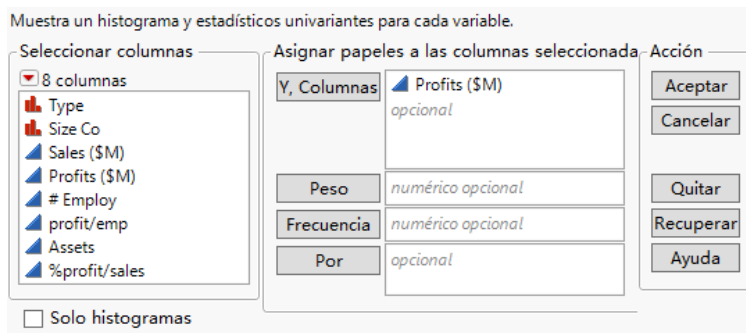 Muestra un histograma y estadísticos univariantes para cada variable.
Seleccionar columnas
8 columnas
Type
Size Co
Sales ($M)
Profits ($M)
# Employ
profit/emp
Assets
%profit/sales
Solo histogramas
Asignar papeles a las columnas seleccionada
Y, Columnas
Profits ($M)
opcional
Peso
numérico opcional
Frecuencia
numérico opcional
Por
opcional
Acción
Aceptar
Cancelar
Quitar
Recuperar
Ayuda